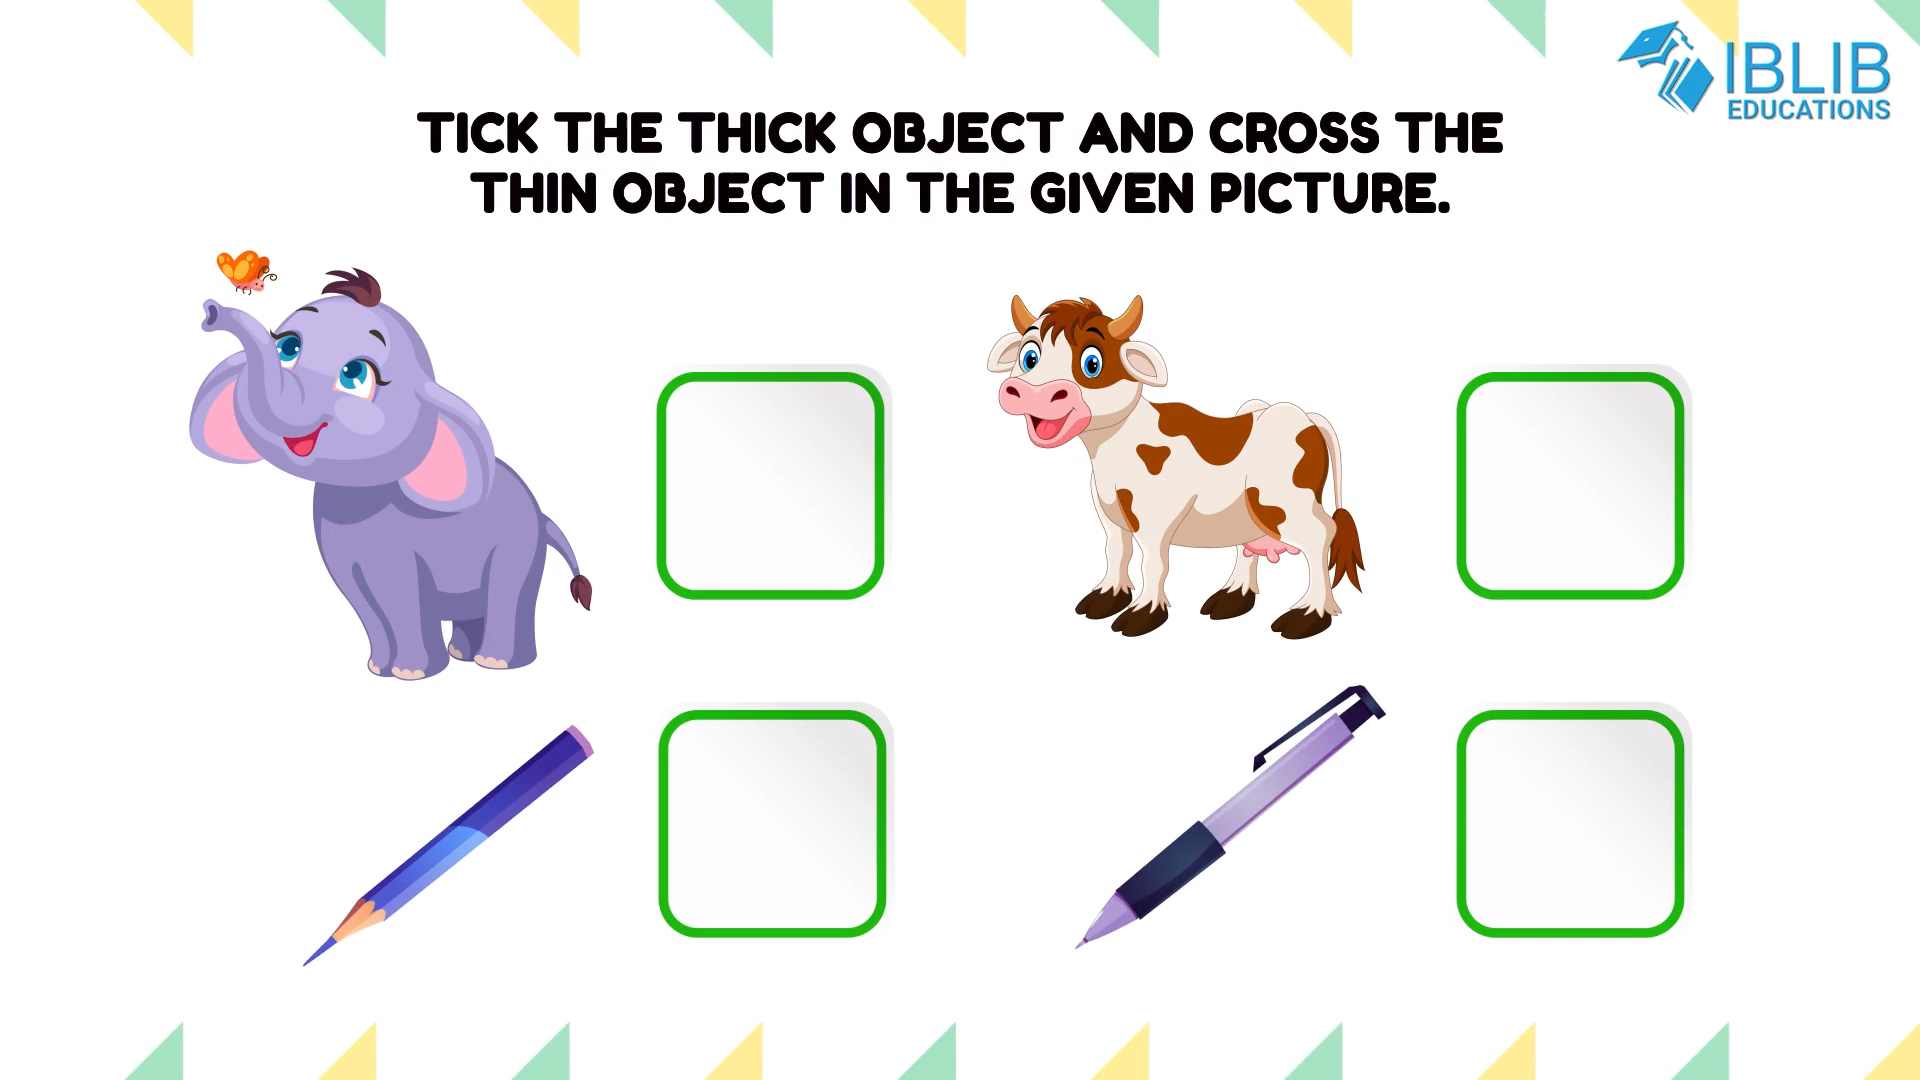 IBLIB
EDUCATIONS
TICK THE THICK OBJECT AND CROSS THE
THIN OBJECT IN THE GIVEN PICTURE.